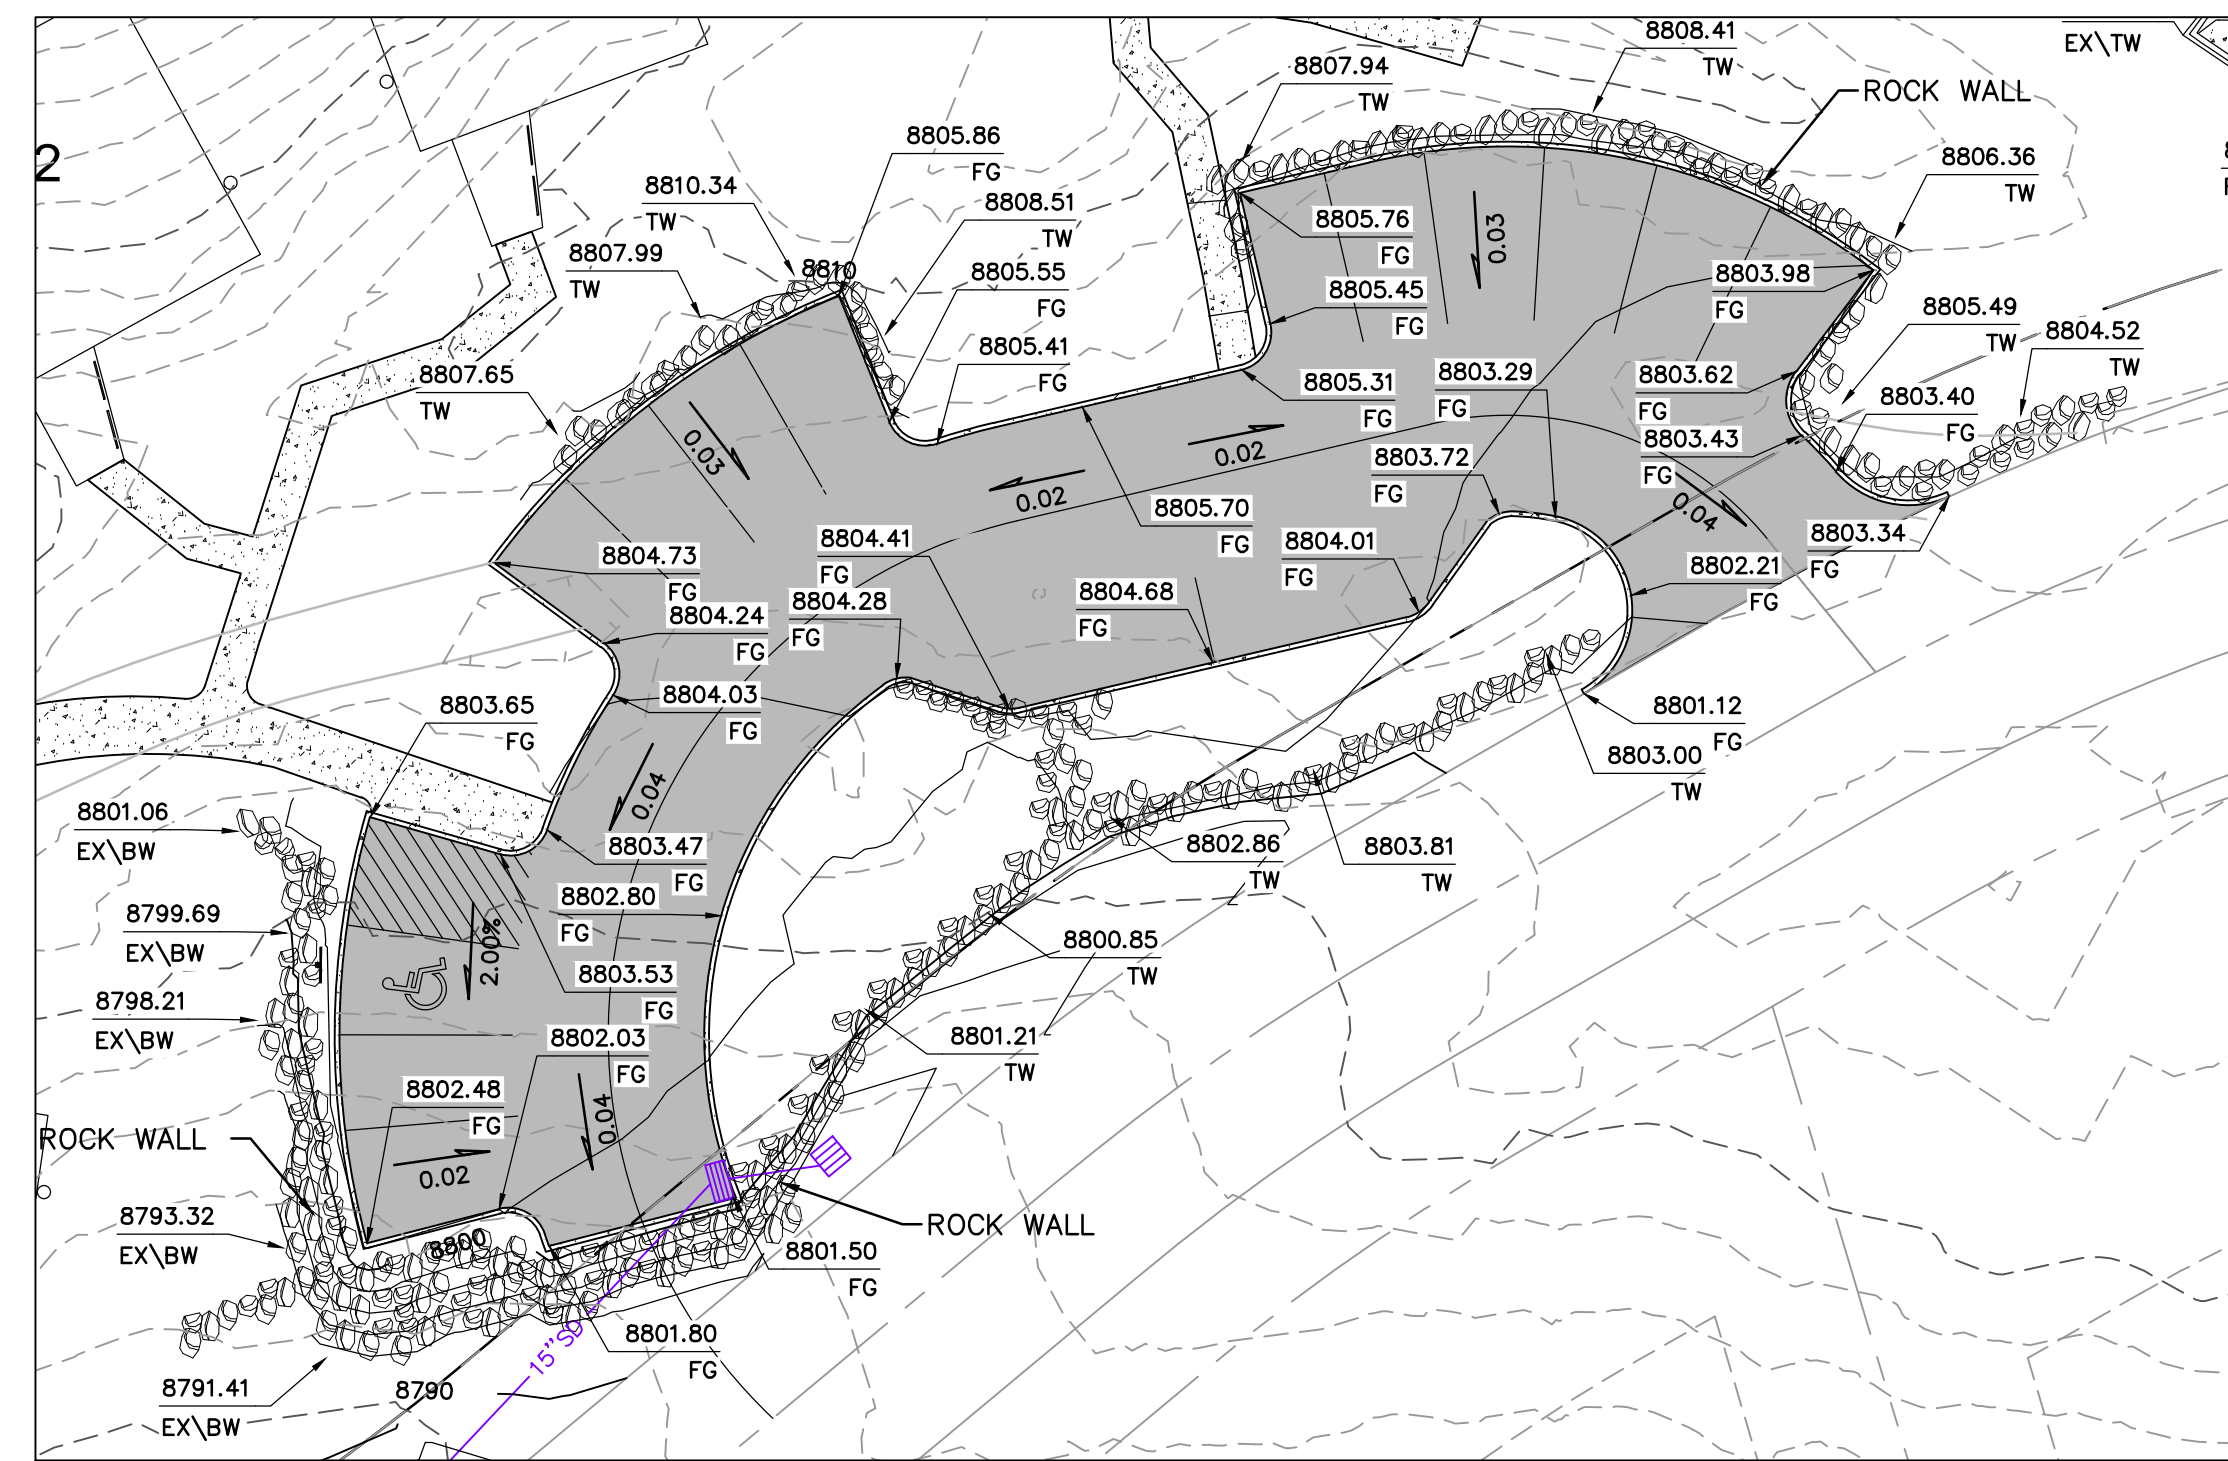 EX\TW
8808.41
TW
8807.94
TW
ROCK WALL
2
8805.86
FG
8806.36
TW
8810.34
TW
8808.51
TW
8805.76
FG
0.03
8807.99
TW
8810
8805.55
FG
8803.98
FG
8805.45
FG
8805.49
TW
8804.52
TW
8805.41
FG
8807.65
TW
8805.31
FG
8803.29
FG
8803.62
FG
8803.40
FG
0.03
0.02
0.02
8803.43
FG
8803.72
FG
0.04
8805.70
FG
8804.41
FG
8804.01
FG
8803.34
FG
8804.73
FG
8802.21
FG
8804.24
FG
8804.28
FG
8804.68
FG
8804.03
FG
8803.65
FG
8801.12
FG
8803.00
TW
0.04
8801.06
EX\BW
8803.47
FG
8802.86
TW
8803.81
TW
8802.80
FG
8799.69
EX\BW
2.00%
8800.85
TW
8803.53
FG
8798.21
EX\BW
8802.03
FG
8801.21
TW
8802.48
FG
0.04
ROCK WALL
0.02
8793.32
EX\BW
ROCK WALL
8800
8801.50
FG
15"SD
8801.80
FG
8791.41
EX\BW
8790